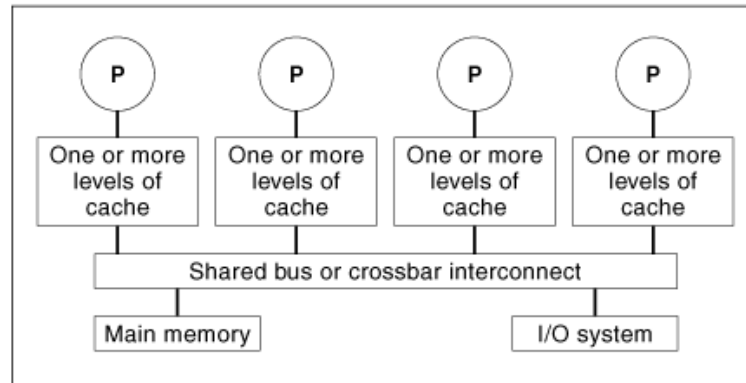 P
P
P
P
One or more
levels of
cache
One or more
levels of
cache
One or more
levels of
cache
One or more
levels of
cache
Shared bus or crossbar interconnect
Main memory
I/O system